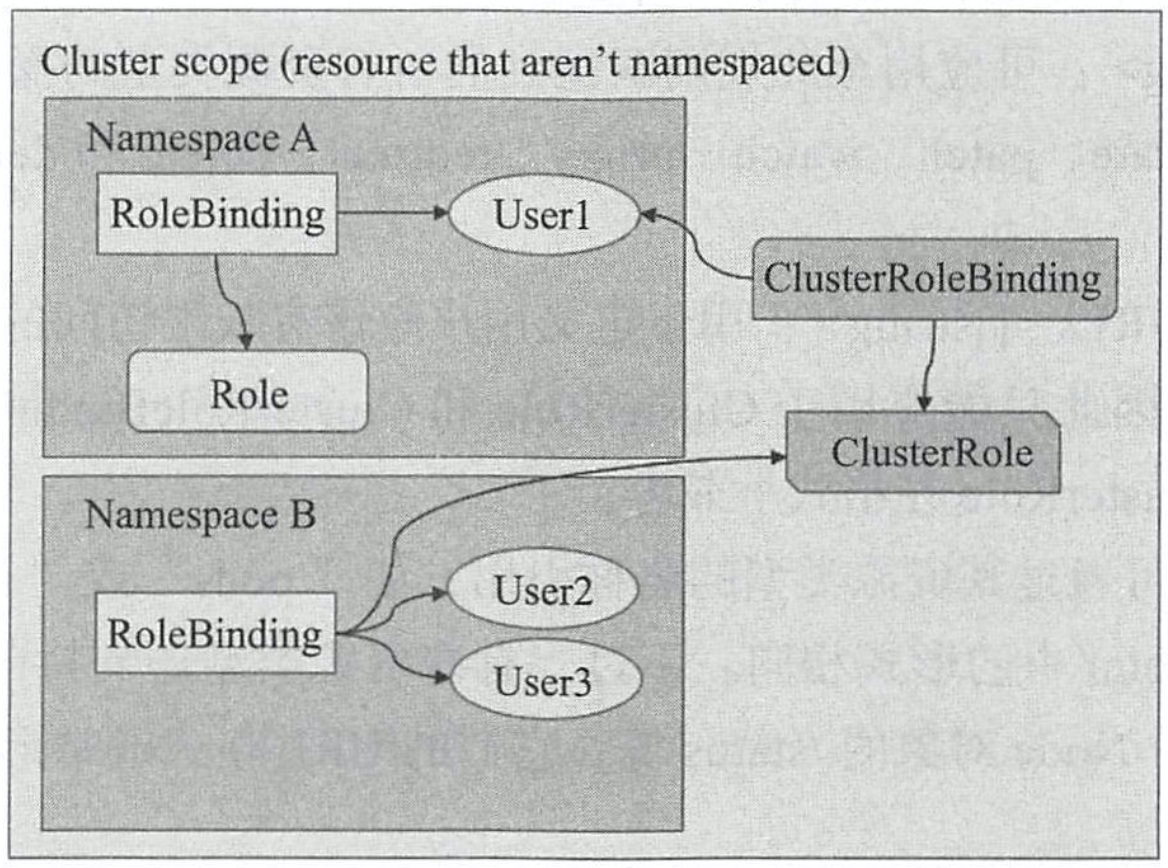 Cluster scope (resource that aren't namespaced)
Namespace A
RoleBinding
User1
ClusterRoleBinding
Role
ClusterRole
Namespace B
User2
RoleBinding
User3